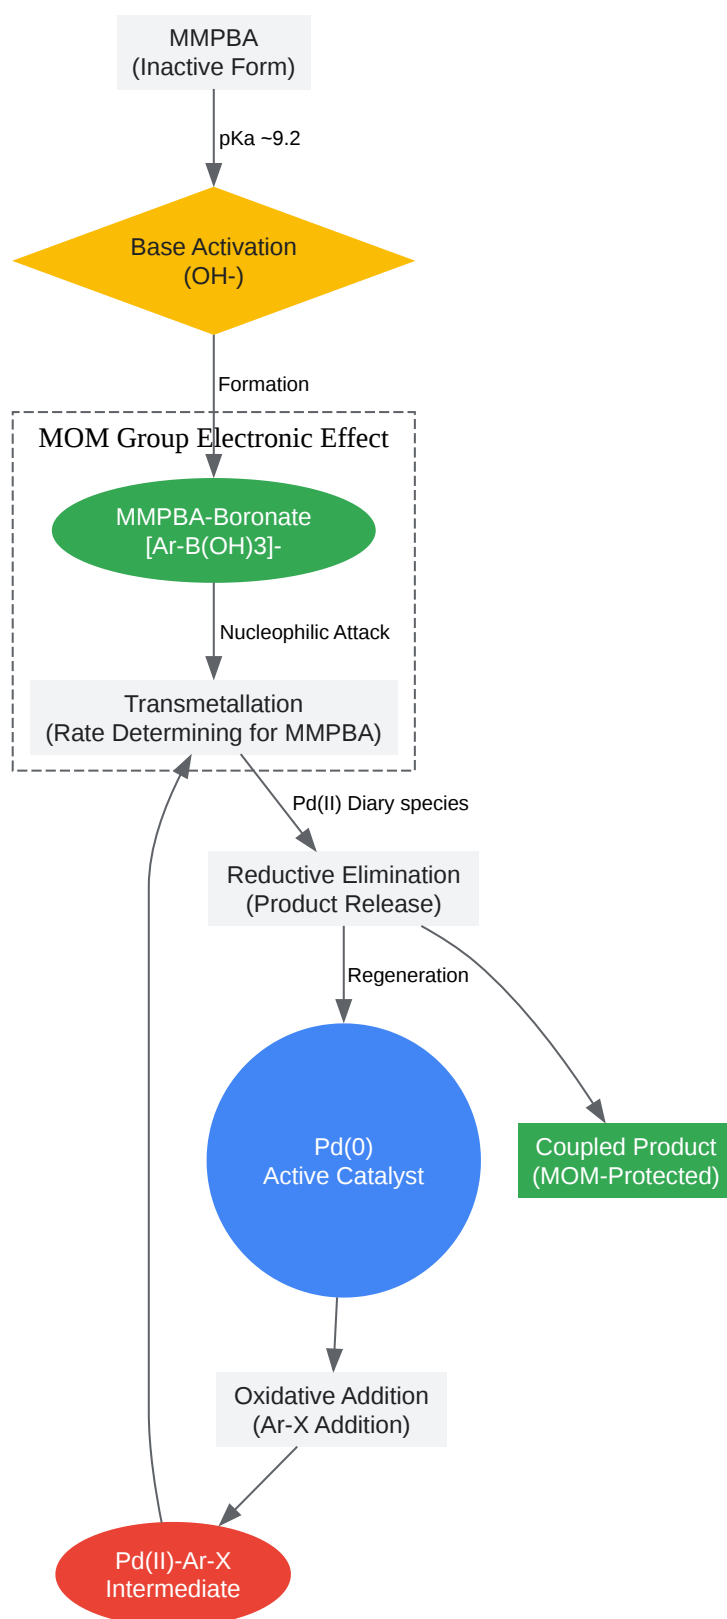 MMPBA
(Inactive Form)
pKa ~9.2
Base Activation
(OH-)
Formation
MOM Group Electronic Effect
MMPBA-Boronate
[Ar-B(OH)3]-
Nucleophilic Attack
Transmetallation
(Rate Determining for MMPBA)
Pd(II) Diary species
Reductive Elimination
(Product Release)
Regeneration
Pd(0)
Active Catalyst
Coupled Product
(MOM-Protected)
Oxidative Addition
(Ar-X Addition)
Pd(II)-Ar-X
Intermediate